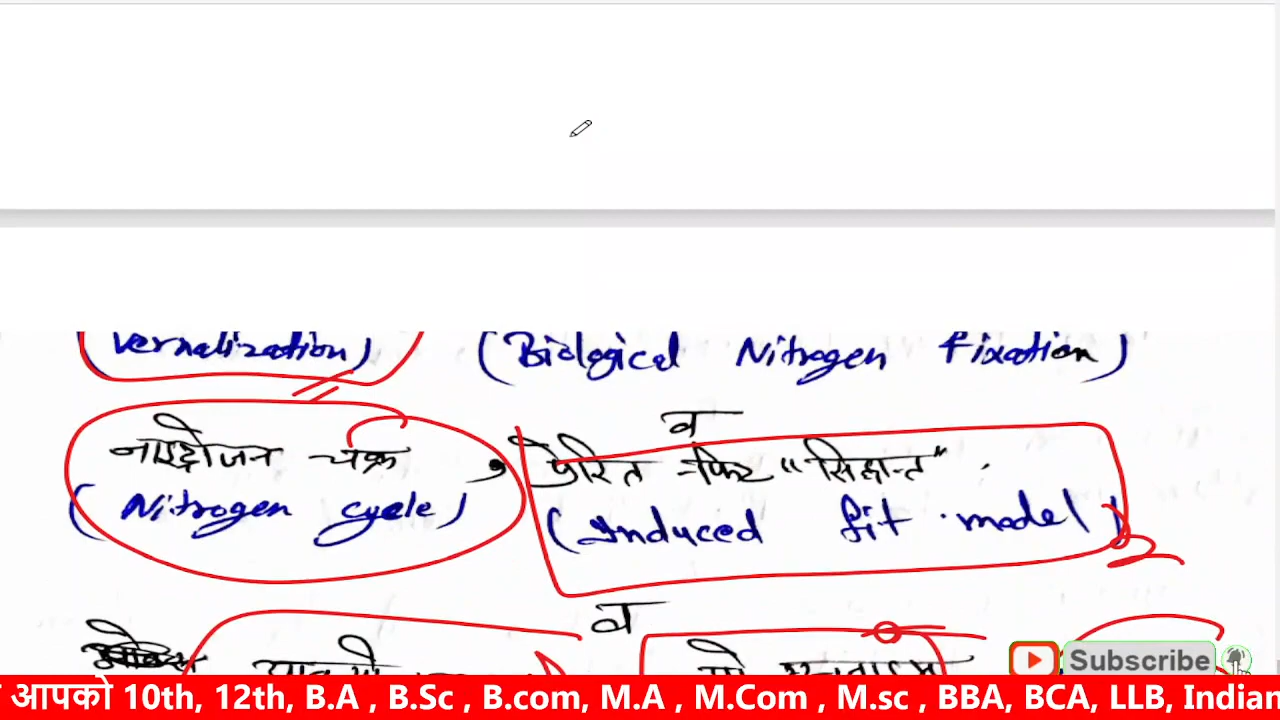 (Vernalization) (Biological Nitrogen fixation)
व
नाइट्रोजन चक्र , प्रेरित फिट "सिद्धान्त"
(Nitrogen cycle) (Induced fit model)
व
Subscribe
आपको 10th, 12th, B.A , B.Sc , B.com, M.A , M.Com , M.sc , BBA, BCA, LLB, Indian